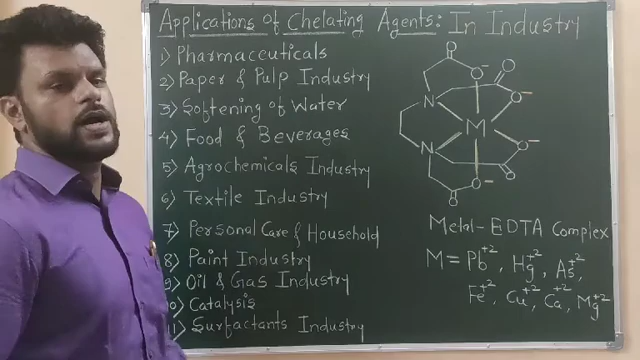 Applications of Chelating Agents: In Industry
1) Pharmaceuticals
2) Paper & Pulp Industry
3) Softening of Water
4) Food & Beverages
5) Agrochemicals Industry
6) Textile Industry
7) Personal Care & Household
8) Paint Industry
9) Oil & Gas Industry
10) Catalysis
11) Surfactants Industry
O
O−
O
N
O−
M
N
O−
O
O−
O
Metal-EDTA Complex
M = Pb+2, Hg+2, As+2
Fe+2, Cu+2, Ca+2, Mg+2